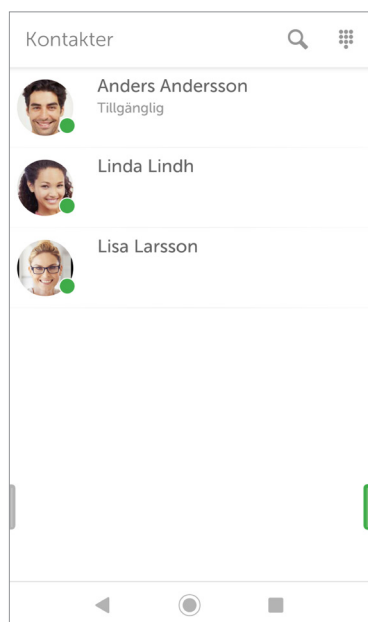 Kontakter
Anders Andersson
Tillgänglig
Linda Lindh
Lisa Larsson